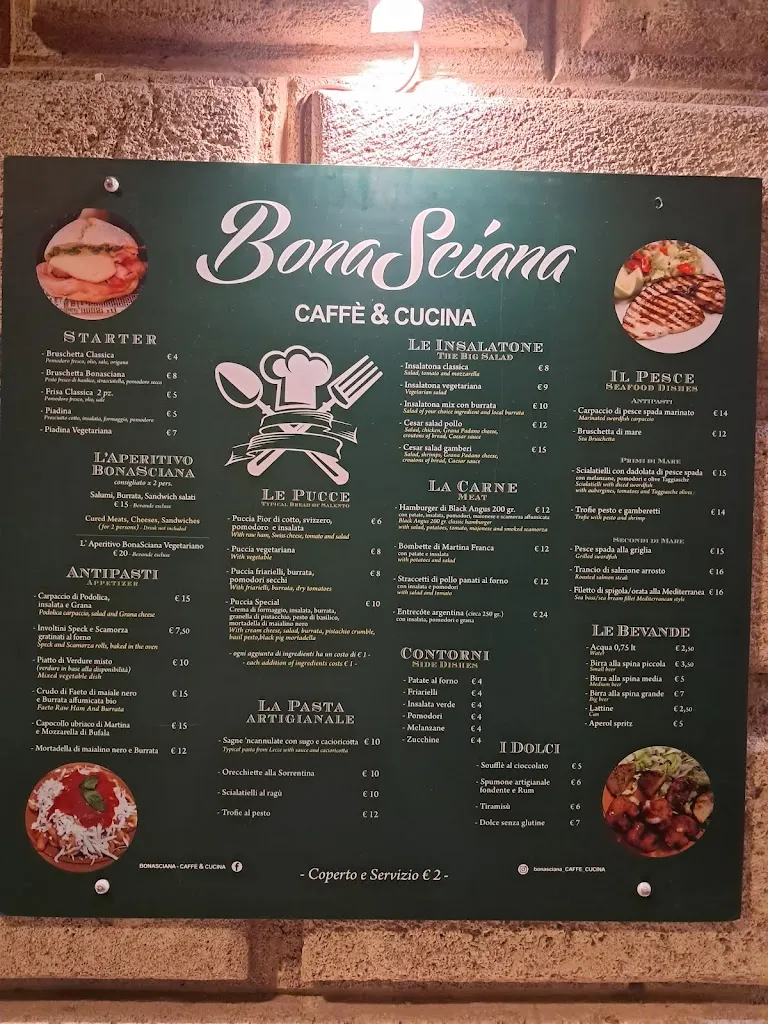 BonaSciana
CAFFÈ & CUCINA
STARTER
- Bruschetta Classica € 4
Pomodoro fresco, olio, sale, origano
- Bruschetta Bonasciana € 8
Pesto fresco di basilico, stracciatella, pomodoro secco
- Frisa Classica 2 pz. € 5
Pomodoro fresco, olio, sale
- Piadina € 5
Prosciutto cotto, insalata, formaggio, pomodoro
- Piadina Vegetariana € 7
L'APERITIVO
BONASCIANA
consigliato x 2 pers.
Salumi, Burrata, Sandwich salati
€ 15 - Bevande escluse
Cured Meats, Cheeses, Sandwiches
(for 2 persons) - Drink not included
L' Aperitivo BonaSciana Vegetariano
€ 20 - Bevande escluse
ANTIPASTI
APPETIZER
- Carpaccio di Podolica, € 15
insalata e Grana
Podolica carpaccio, salad and Grana cheese
- Involtini Speck e Scamorza € 7,50
gratinati al forno
Speck and Scamorza rolls, baked in the oven
- Piatto di Verdure misto € 10
(verdure in base alla disponibilità)
Mixed vegetable dish
- Crudo di Faeto di maiale nero € 15
e Burrata affumicata bio
Faeto Raw Ham And Burrata
- Capocollo ubriaco di Martina € 15
e Mozzarella di Bufala
- Mortadella di maialino nero e Burrata € 12
LE PUCCE
TYPICAL BREAD OF SALENTO
- Puccia Fior di cotto, svizzero, € 6
pomodoro e insalata
With raw ham, Swiss cheese, tomato and salad
- Puccia vegetariana € 8
With vegetable
- Puccia friarielli, burrata, € 8
pomodori secchi
With friarielli, burrata, dry tomatoes
- Puccia Special € 10
Crema di formaggio, insalata, burrata,
granella di pistacchio, pesto di basilico,
mortadella di maialino nero
With cream cheese, salad, burrata, pistachio crumble,
basil pesto,black pig mortadella
- ogni aggiunta di ingredienti ha un costo di € 1 -
- each addition of ingredients costs € 1 -
LA PASTA
ARTIGIANALE
- Sagne 'ncannulate con sugo e cacioricotta € 10
Typical pasta from Lecce with sauce and cacioricotta
- Orecchiette alla Sorrentina € 10
- Scialatielli al ragù € 10
- Trofie al pesto € 12
LE INSALATONE
THE BIG SALAD
- Insalatona classica € 8
Salad, tomato and mozzarella
- Insalatona vegetariana € 9
Vegetarian salad
- Insalatona mix con burrata € 10
Salad of your choice ingredient and local burrata
- Cesar salad pollo € 12
Salad, chicken, Grana Padano cheese,
croutons of bread, Caesar sauce
- Cesar salad gamberi € 15
Salad, shrimps, Grana Padano cheese,
croutons of bread, Caesar sauce
LA CARNE
MEAT
- Hamburger di Black Angus 200 gr. € 12
con patate, insalata, pomodori, maionese e scamorza affumicata
Black Angus 200 gr. classic hamburger
with salad, potatoes, tomato, mayonese and smoked scamorza
- Bombette di Martina Franca € 12
con patate e insalata
with potatoes and salad
- Straccetti di pollo panati al forno € 12
con insalata e pomodori
with salad and tomato
- Entrecôte argentina (circa 250 gr.) € 24
con insalata, pomodori e grana
CONTORNI
SIDE DISHES
- Patate al forno € 4
- Friarielli € 4
- Insalata verde € 4
- Pomodori € 4
- Melanzane € 4
- Zucchine € 4
I DOLCI
- Soufflè al cioccolato € 5
- Spumone artigianale € 6
fondente e Rum
- Tiramisù € 6
- Dolce senza glutine € 7
IL PESCE
SEAFOOD DISHES
ANTIPASTI
- Carpaccio di pesce spada marinato € 14
Marinated swordfish carpaccio
- Bruschetta di mare € 12
Sea Bruschetta
PRIMI DI MARE
- Scialatielli con dadolata di pesce spada € 15
con melanzane, pomodori e olive Taggiasche
Scialatielli with diced swordfish
with aubergines, tomatoes and Taggiasche olives
- Trofie pesto e gamberetti € 14
Trofie with pesto and shrimp
SECONDI DI MARE
- Pesce spada alla griglia € 15
Grilled swordfish
- Trancio di salmone arrosto € 16
Roasted salmon steak
- Filetto di spigola/orata alla Mediterranea € 16
Sea bass/sea bream fillet Mediterranean style
LE BEVANDE
- Acqua 0,75 lt € 2,50
Water
- Birra alla spina piccola € 3,50
Small beer
- Birra alla spina media € 5
Medium beer
- Birra alla spina grande € 7
Big beer
- Lattine € 2,50
Can
- Aperol spritz € 5
BONASCIANA - CAFFÈ & CUCINA
- Coperto e Servizio € 2 -
bonasciana_CAFFE_CUCINA